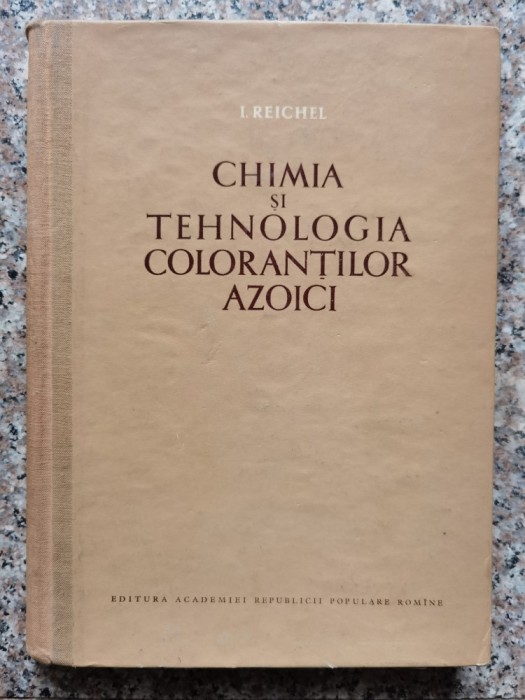 I. REICHEL
CHIMIA
ȘI
TEHNOLOGIA
COLORANȚILOR
AZOICI
EDITURA ACADEMIEI REPUBLICII POPULARE ROMÎNE